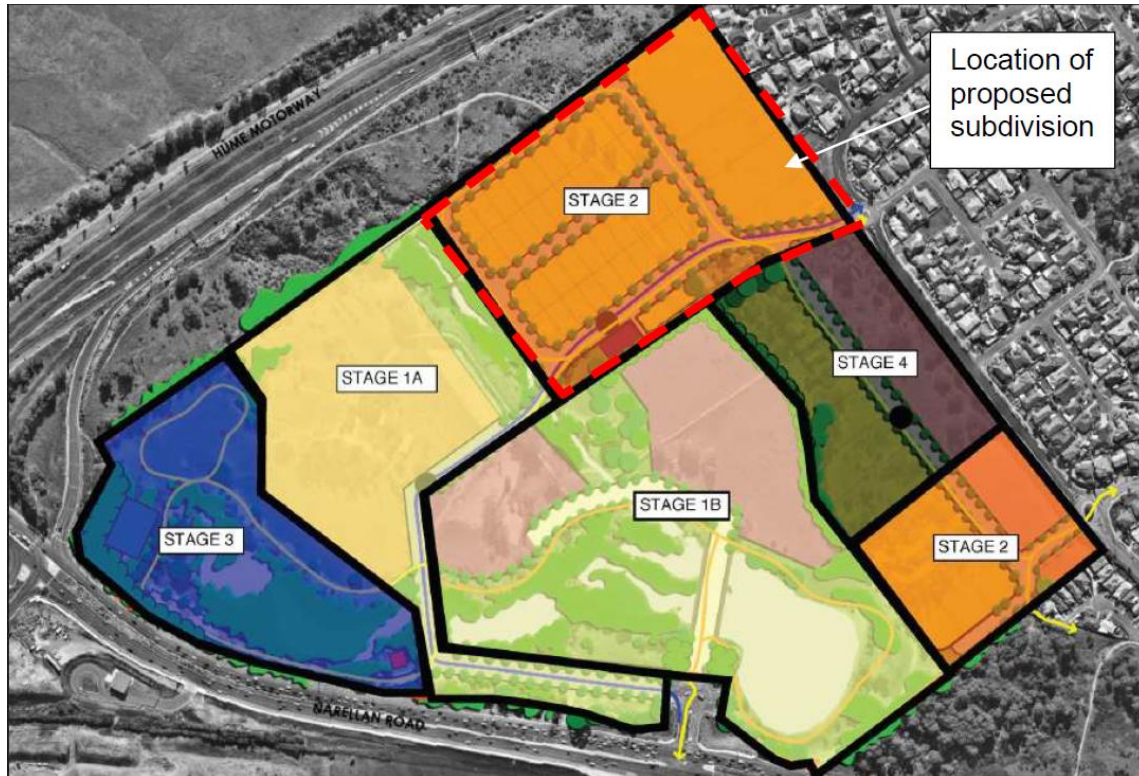 HUME MOTORWAY
Location of
proposed
subdivision
STAGE 2
STAGE 1A
STAGE 4
STAGE 1B
STAGE 3
STAGE 2
NARELLAN ROAD